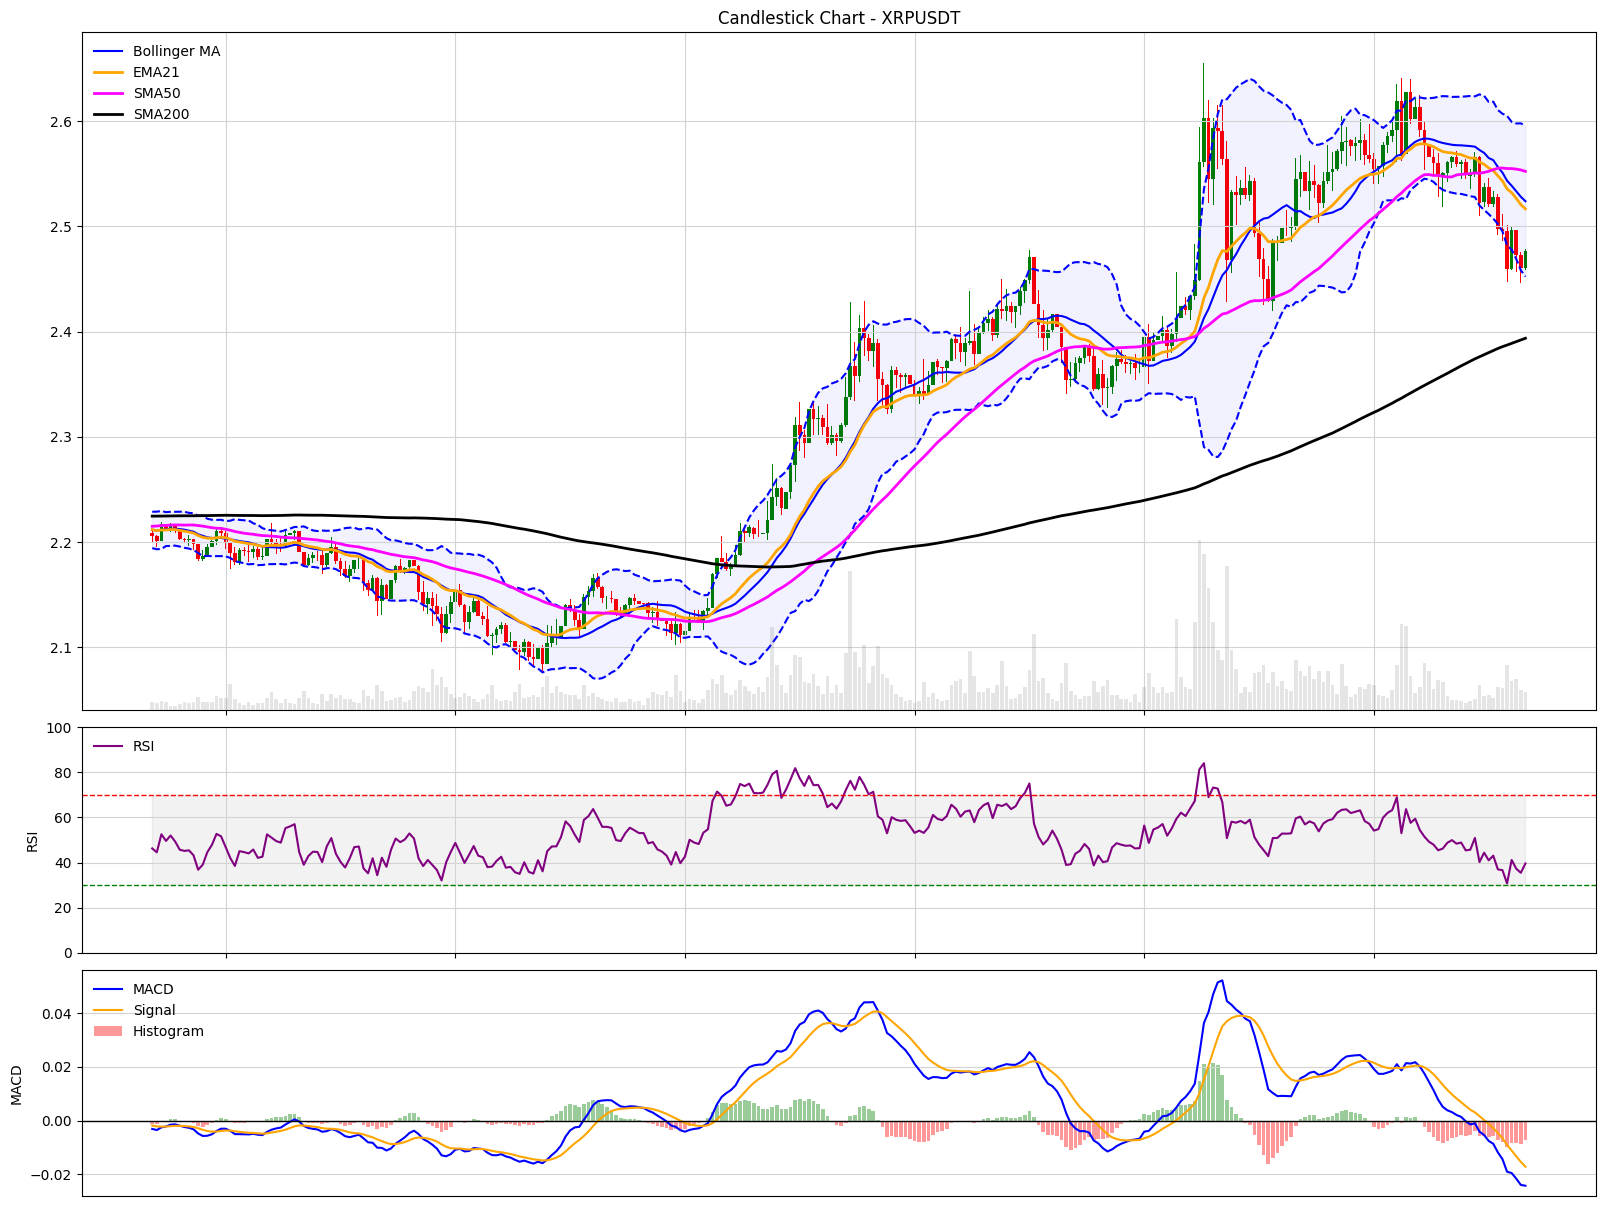 Candlestick Chart - XRPUSDT
Bollinger MA
EMA21
SMA50
SMA200
2.6
2.5
2.4
2.3
2.2
2.1
RSI
100
80
60
40
20
0
RSI
MACD
Signal
Histogram
0.04
0.02
0.00
−0.02
MACD